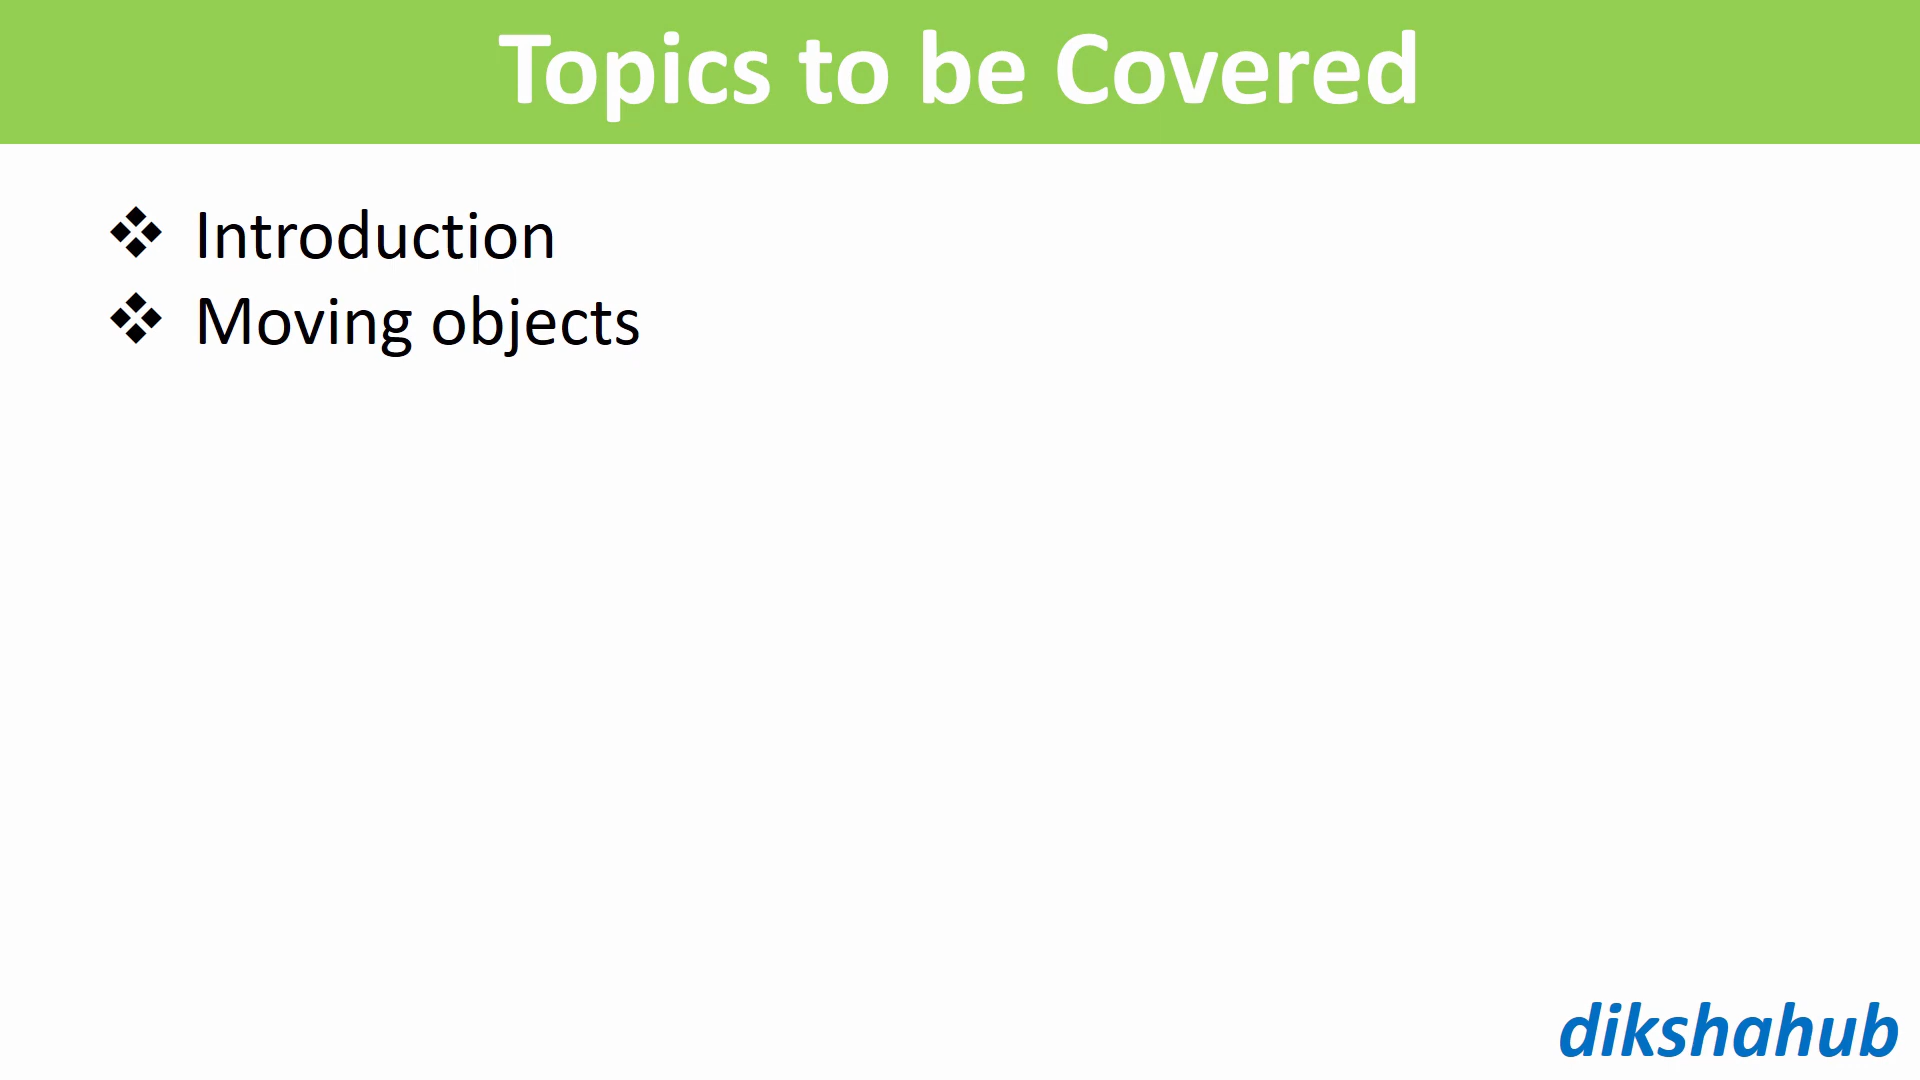 Topics to be Covered
❖ Introduction
❖ Moving objects
dikshahub